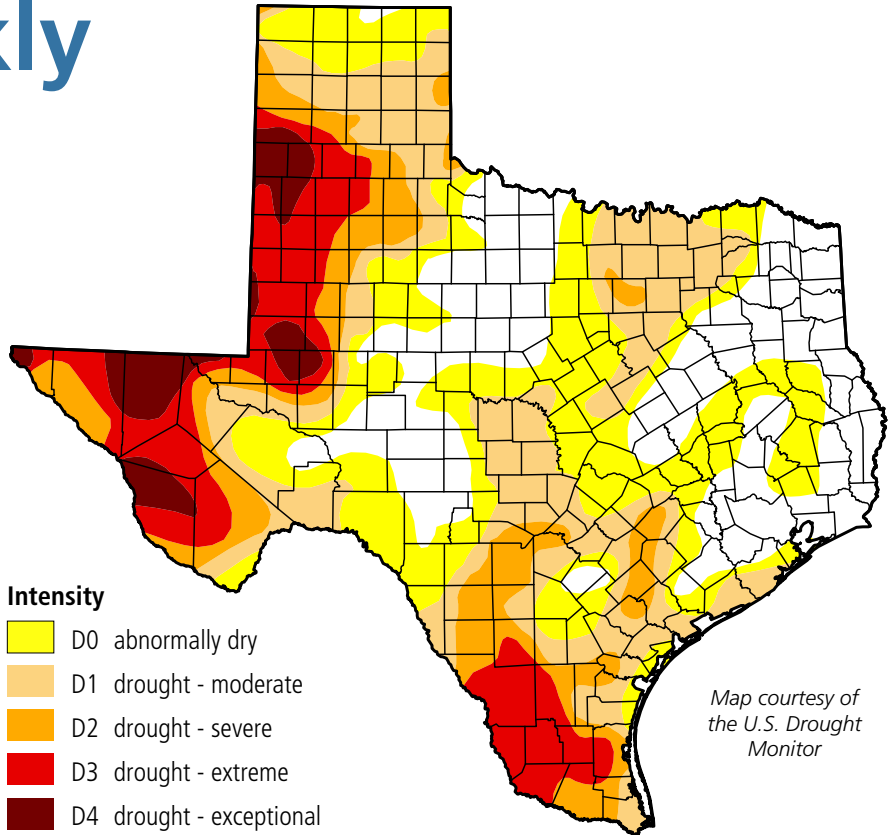 kly
Intensity
D0 abnormally dry
D1 drought - moderate
D2 drought - severe
D3 drought - extreme
D4 drought - exceptional
Map courtesy of
the U.S. Drought
Monitor